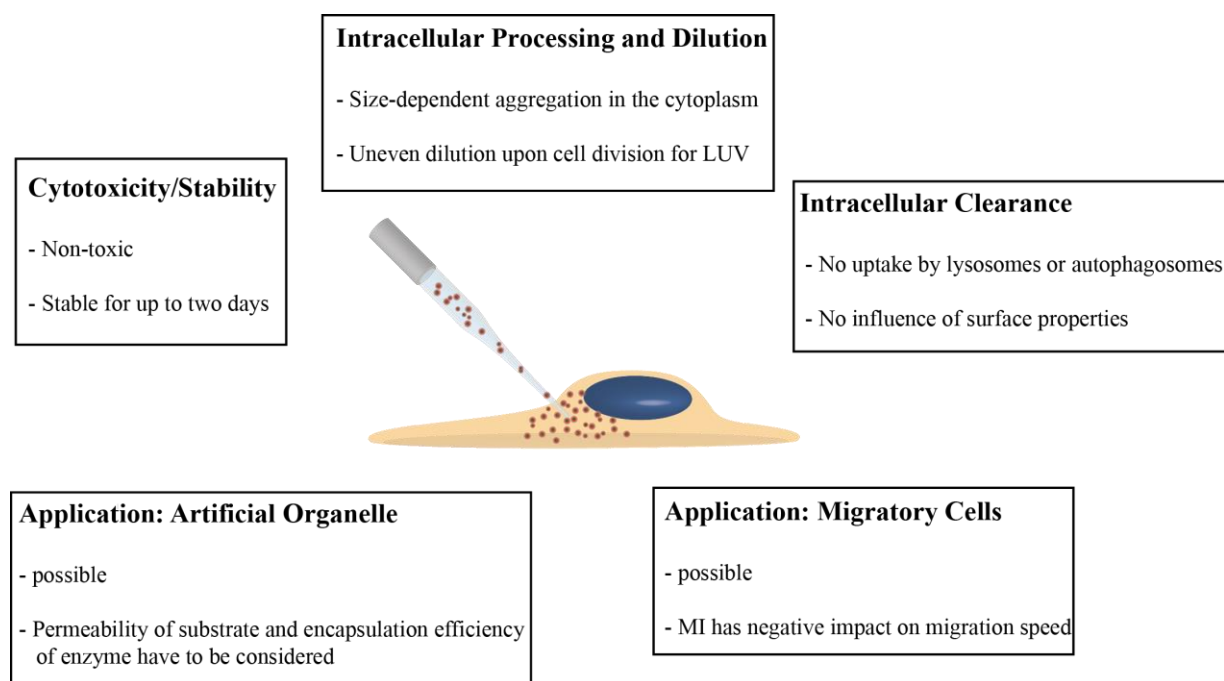 Intracellular Processing and Dilution
- Size-dependent aggregation in the cytoplasm
- Uneven dilution upon cell division for LUV
Cytotoxicity/Stability
- Non-toxic
- Stable for up to two days
Intracellular Clearance
- No uptake by lysosomes or autophagosomes
- No influence of surface properties
Application: Artificial Organelle
- possible
- Permeability of substrate and encapsulation efficiency
of enzyme have to be considered
Application: Migratory Cells
- possible
- MI has negative impact on migration speed